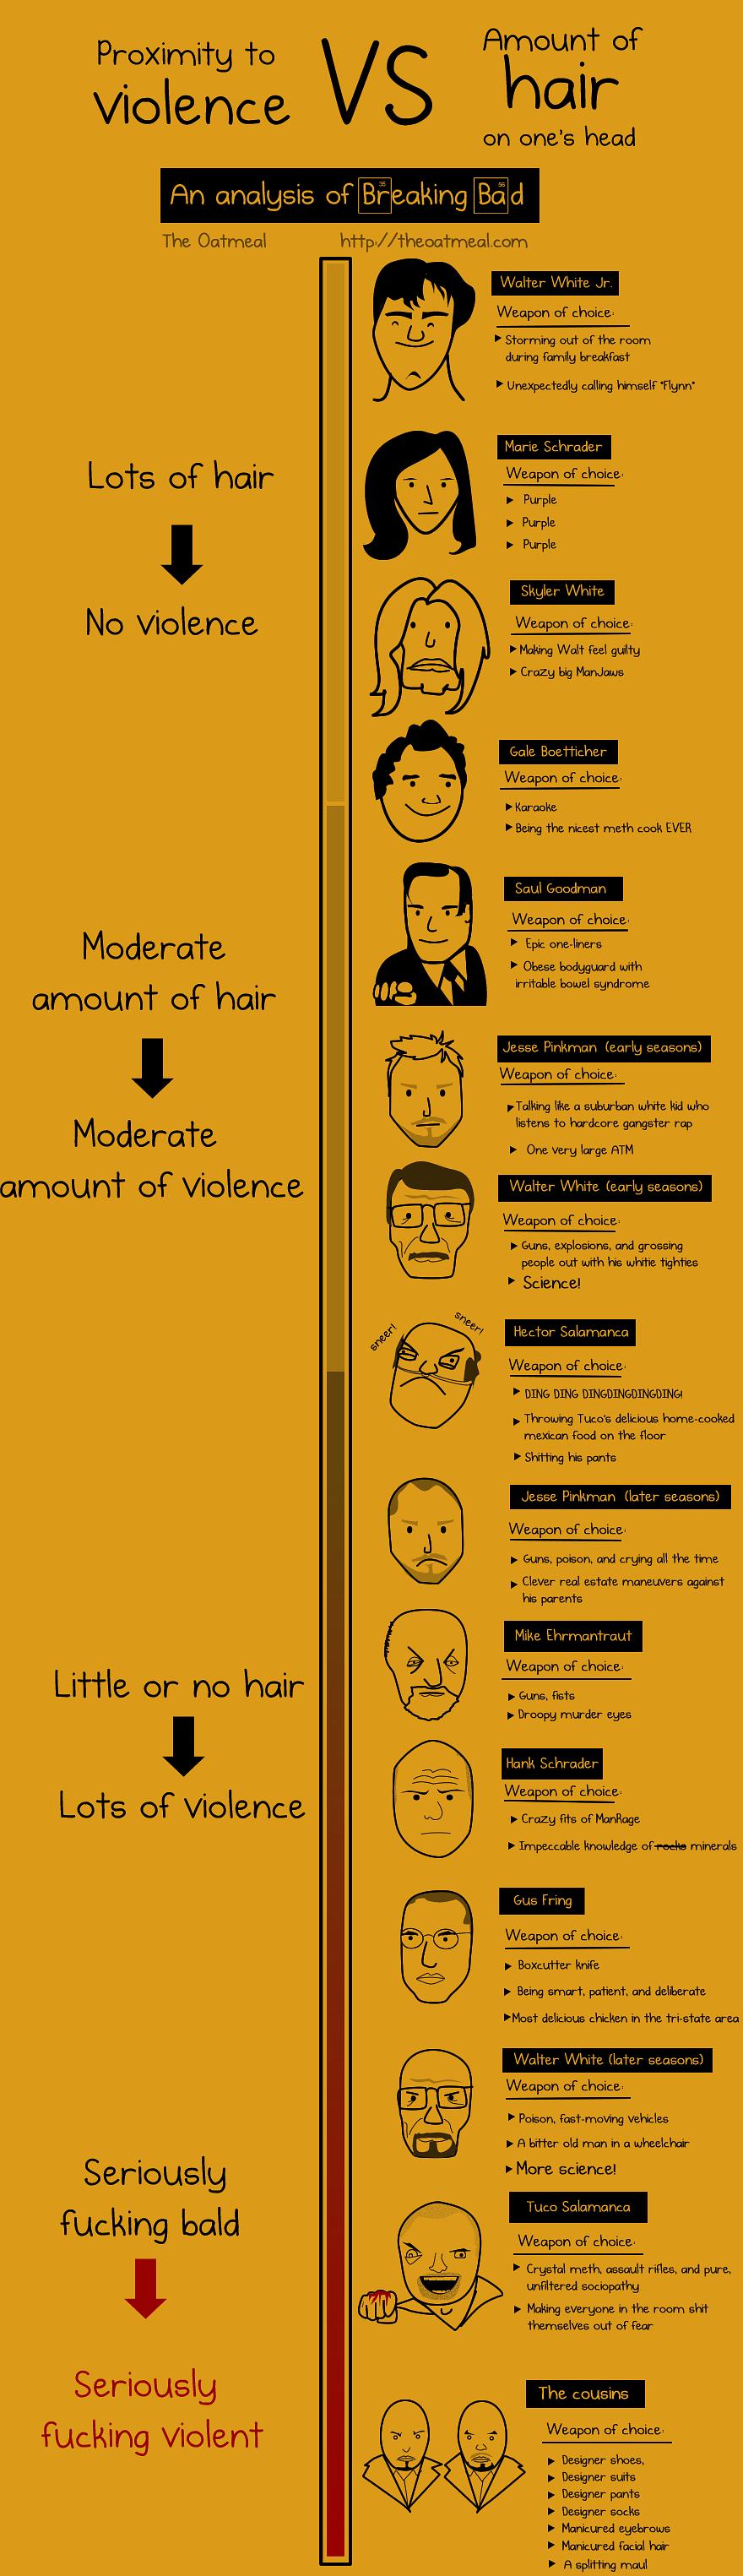 Proximity to
violence
VS
Amount of
hair
on one's head
An analysis of Breaking Bad
35
56
The Oatmeal
http://theoatmeal.com
Walter White Jr.
Weapon of choice:
Storming out of the room
during family breakfast
Unexpectedly calling himself "Flynn"
Lots of hair
No violence
Marie Schrader
Weapon of choice:
Purple
Purple
Purple
Skyler White
Weapon of choice:
Making Walt feel guilty
Crazy big ManJaws
Gale Boetticher
Weapon of choice:
Karaoke
Being the nicest meth cook EVER
Saul Goodman
Weapon of choice:
Epic one-liners
Obese bodyguard with
irritable bowel syndrome
Moderate
amount of hair
Moderate
amount of violence
Jesse Pinkman (early seasons)
Weapon of choice:
Talking like a suburban white kid who
listens to hardcore gangster rap
One very large ATM
Walter White (early seasons)
Weapon of choice:
Guns, explosions, and grossing
people out with his whitie tighties
Science!
sneer!
sneer!
Hector Salamanca
Weapon of choice:
DING DING DINGDINGDINGDING!
Throwing Tuco's delicious home-cooked
mexican food on the floor
Shitting his pants
Jesse Pinkman (later seasons)
Weapon of choice:
Guns, poison, and crying all the time
Clever real estate maneuvers against
his parents
Little or no hair
Lots of violence
Mike Ehrmantraut
Weapon of choice:
Guns, fists
Droopy murder eyes
Hank Schrader
Weapon of choice:
Crazy fits of ManRage
Impeccable knowledge of rocks minerals
Gus Fring
Weapon of choice:
Boxcutter knife
Being smart, patient, and deliberate
Most delicious chicken in the tri-state area
Walter White (later seasons)
Weapon of choice:
Poison, fast-moving vehicles
A bitter old man in a wheelchair
More science!
Seriously
fucking bald
Seriously
fucking violent
Tuco Salamanca
Weapon of choice:
Crystal meth, assault rifles, and pure,
unfiltered sociopathy
Making everyone in the room shit
themselves out of fear
The cousins
Weapon of choice:
Designer shoes,
Designer suits
Designer pants
Designer socks
Manicured eyebrows
Manicured facial hair
A splitting maul